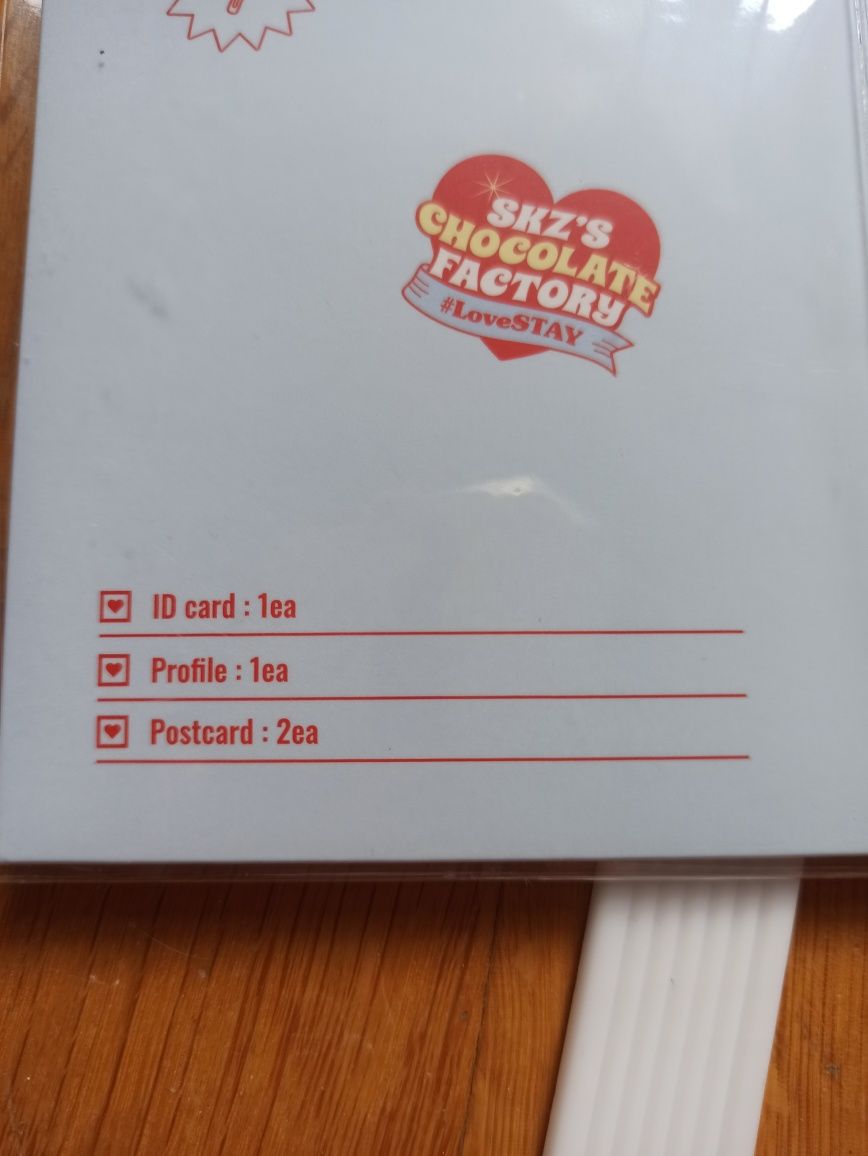 SKZ'S
CHOCOLATE
FACTORY
#LoveSTAY
ID card : 1ea
Profile : 1ea
Postcard : 2ea